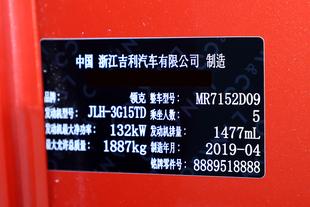 中国 浙江吉利汽车有限公司 制造
品牌: 领克 整车型号: MR7152D09
发动机型号: JLH-3G15TD 乘坐人数: 5
发动机最大净功率: 132kW 发动机排量: 1477mL
最大允许总质量: 1887kg 制造年月: 2019-04
铭牌零件号: 8889518888